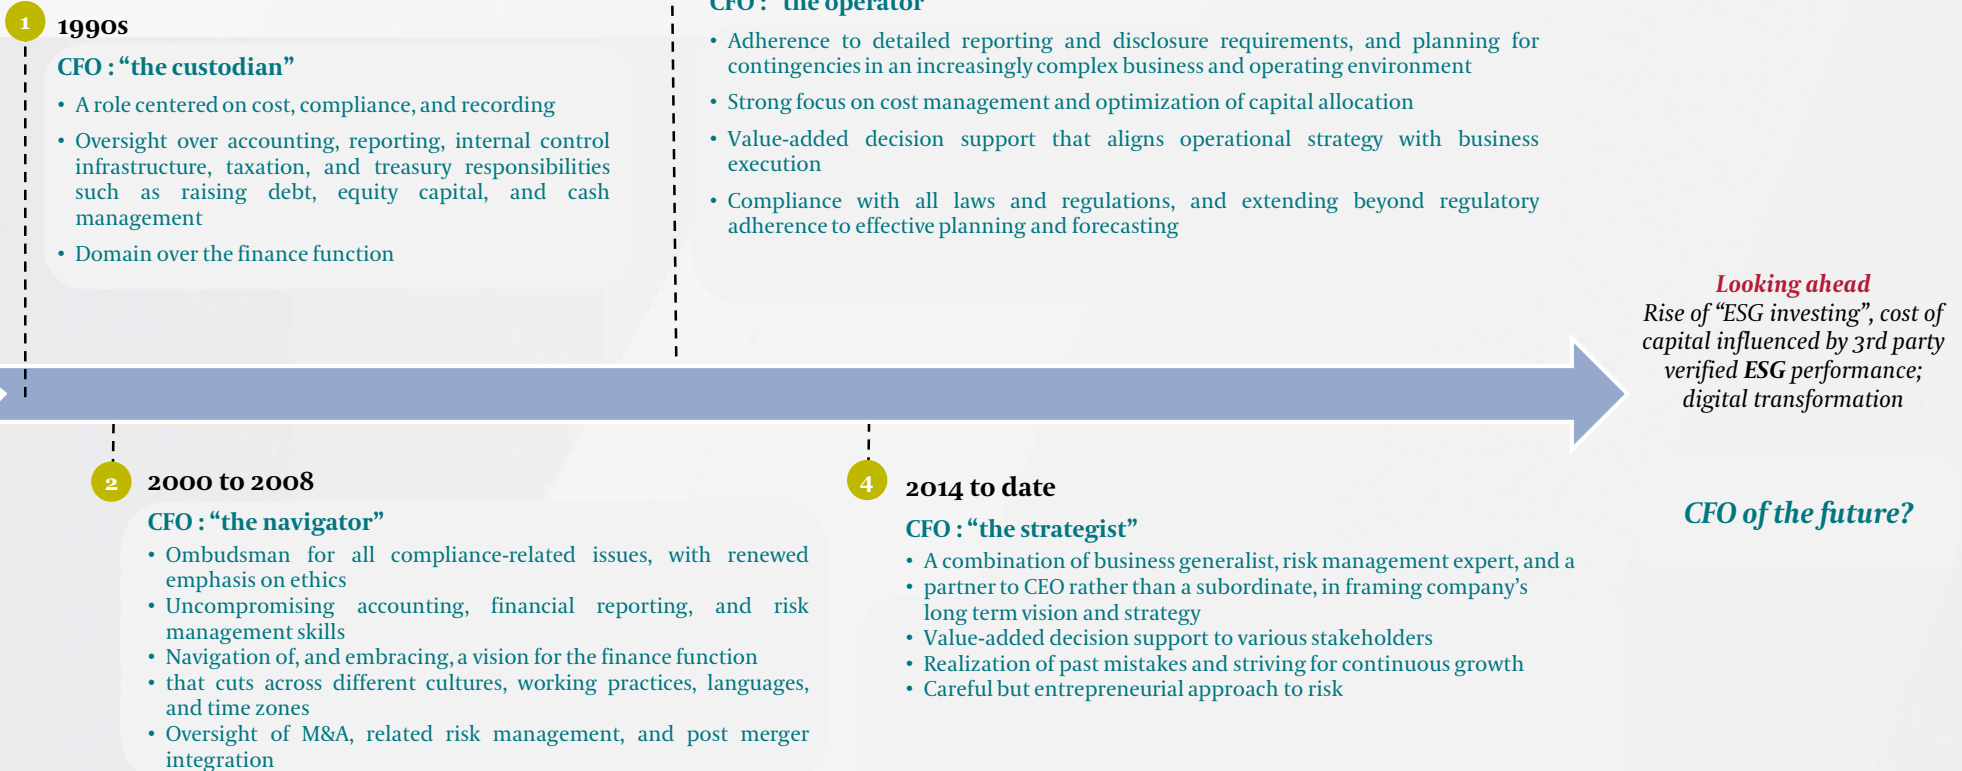 1
1990s
CFO : “the custodian”
• A role centered on cost, compliance, and recording
• Oversight over accounting, reporting, internal control
infrastructure, taxation, and treasury responsibilities
such as raising debt, equity capital, and cash
management
• Domain over the finance function
CFO : “the operator”
• Adherence to detailed reporting and disclosure requirements, and planning for
contingencies in an increasingly complex business and operating environment
• Strong focus on cost management and optimization of capital allocation
• Value-added decision support that aligns operational strategy with business
execution
• Compliance with all laws and regulations, and extending beyond regulatory
adherence to effective planning and forecasting
Looking ahead
Rise of “ESG investing”, cost of
capital influenced by 3rd party
verified ESG performance;
digital transformation
2
2000 to 2008
CFO : “the navigator”
• Ombudsman for all compliance-related issues, with renewed
emphasis on ethics
• Uncompromising accounting, financial reporting, and risk
management skills
• Navigation of, and embracing, a vision for the finance function
• that cuts across different cultures, working practices, languages,
and time zones
• Oversight of M&A, related risk management, and post merger
integration
4
2014 to date
CFO : “the strategist”
• A combination of business generalist, risk management expert, and a
• partner to CEO rather than a subordinate, in framing company’s
long term vision and strategy
• Value-added decision support to various stakeholders
• Realization of past mistakes and striving for continuous growth
• Careful but entrepreneurial approach to risk
CFO of the future?